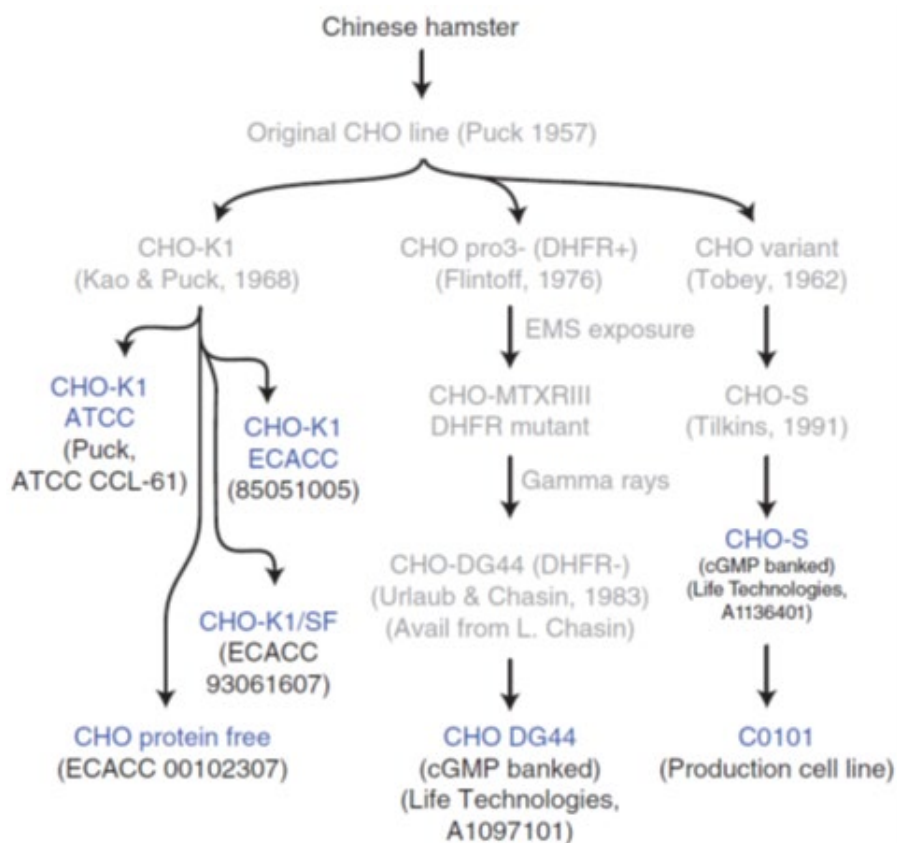 Chinese hamster
Original CHO line (Puck 1957)
CHO-K1
(Kao & Puck, 1968)
CHO pro3- (DHFR+)
(Flintoff, 1976)
CHO variant
(Tobey, 1962)
EMS exposure
CHO-K1
ATCC
(Puck,
ATCC CCL-61)
CHO-K1
ECACC
(85051005)
CHO-MTXRIII
DHFR mutant
CHO-S
(Tilkins, 1991)
Gamma rays
CHO-DG44 (DHFR-)
(Urlaub & Chasin, 1983)
(Avail from L. Chasin)
CHO-S
(cGMP banked)
(Life Technologies,
A1136401)
CHO-K1/SF
(ECACC
93061607)
CHO protein free
(ECACC 00102307)
CHO DG44
(cGMP banked)
(Life Technologies,
A1097101)
C0101
(Production cell line)